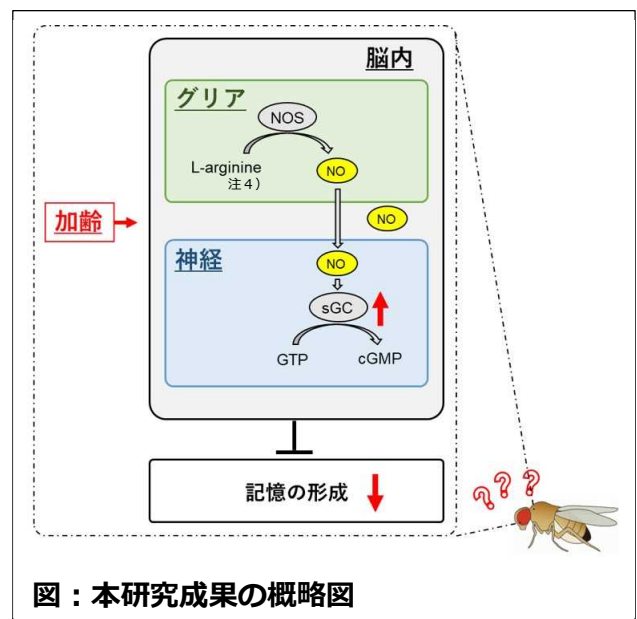 脳内
グリア
NOS
L-arginine
注4）
NO
NO
加齢
神経
NO
sGC
GTP
cGMP
記憶の形成
? ? ?
図：本研究成果の概略図